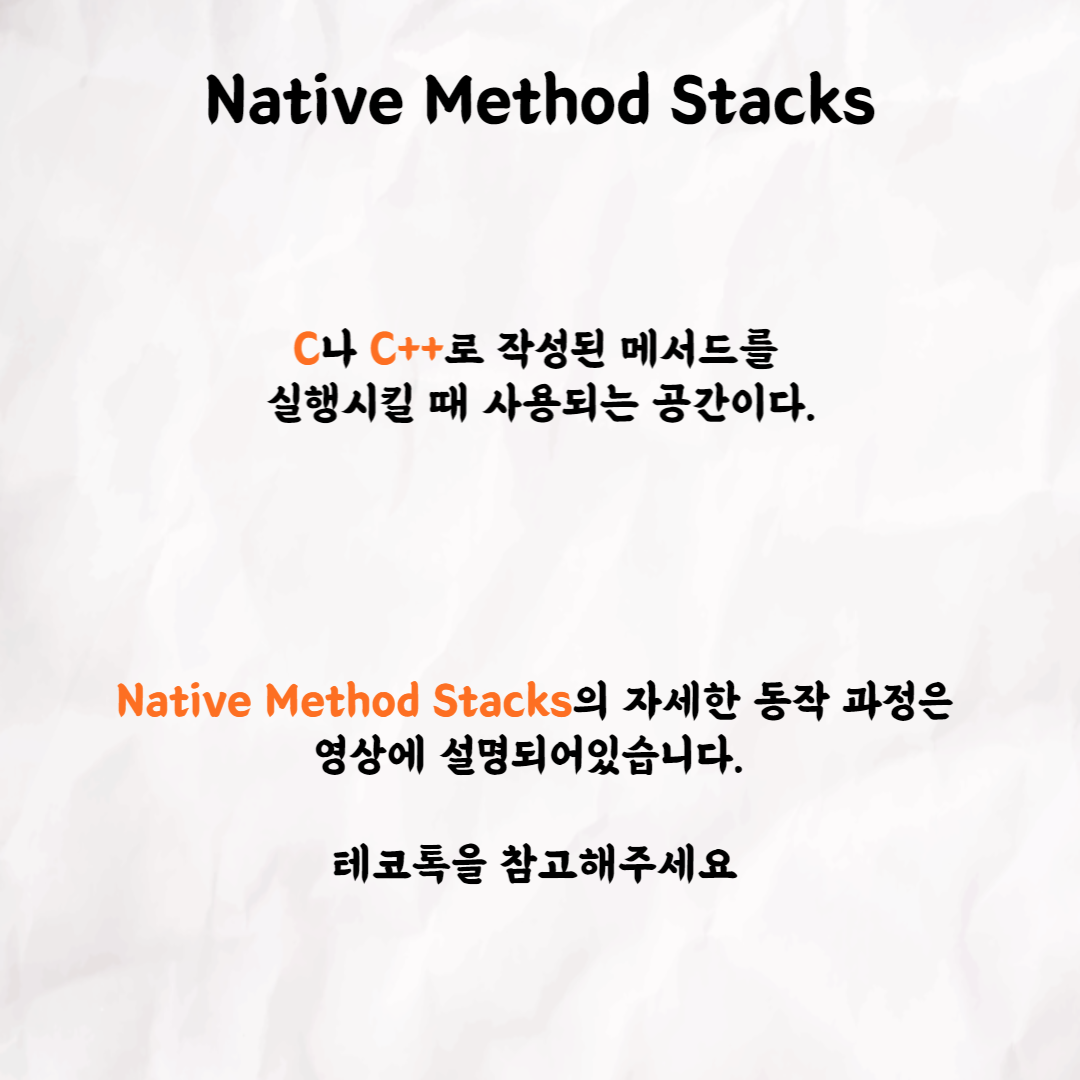 Native Method Stacks
C나 C++로 작성된 메서드를
실행시킬 때 사용되는 공간이다.
Native Method Stacks의 자세한 동작 과정은
영상에 설명되어있습니다.
테코톡을 참고해주세요